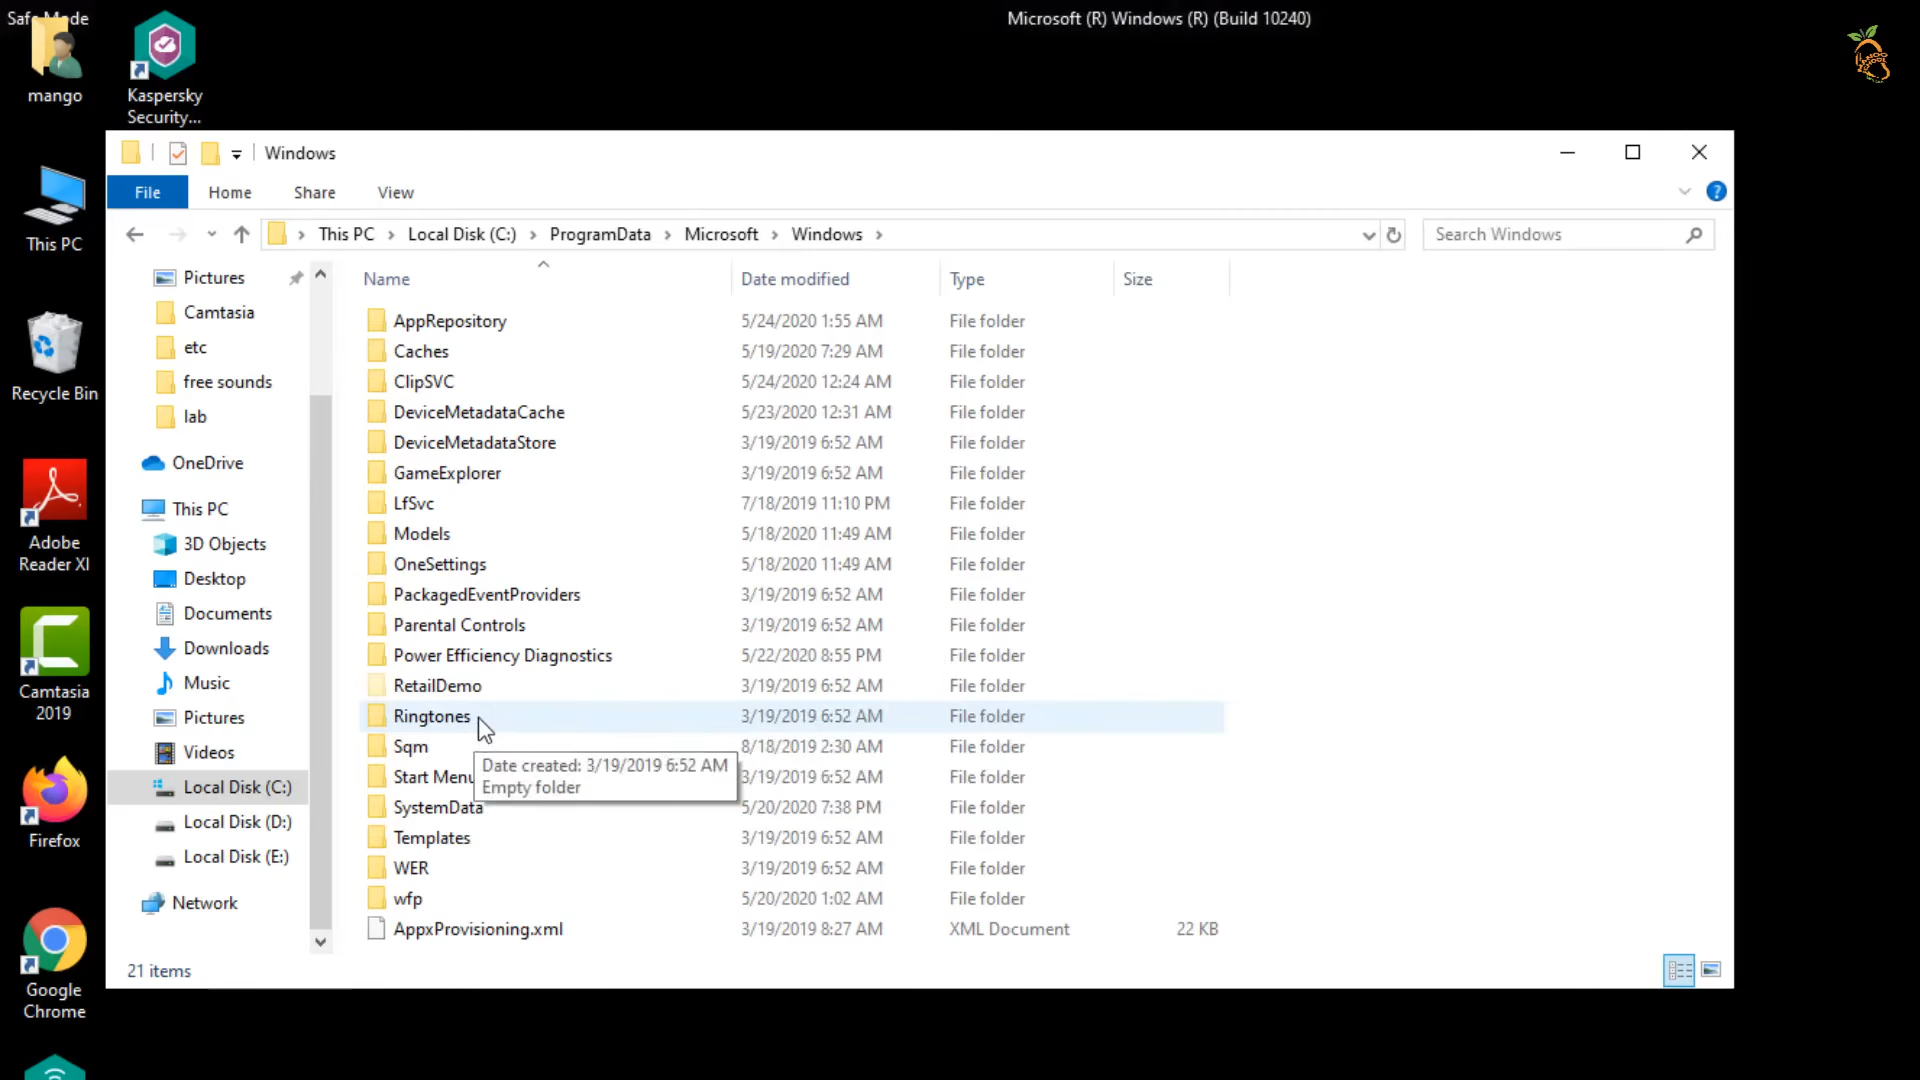 Safe Mode
Microsoft (R) Windows (R) (Build 10240)
MANGO
SCHOOL
mango
Kaspersky
Security...
This PC
Recycle Bin
Adobe
Reader XI
Camtasia
2019
Firefox
Google
Chrome
Windows
File
Home
Share
View
This PC
Local Disk (C:)
ProgramData
Microsoft
Windows
Search Windows
Pictures
Camtasia
etc
free sounds
lab
OneDrive
This PC
3D Objects
Desktop
Documents
Downloads
Music
Pictures
Videos
Local Disk (C:)
Local Disk (D:)
Local Disk (E:)
Network
Name Date modified Type Size
AppRepository 5/24/2020 1:55 AM File folder
Caches 5/19/2020 7:29 AM File folder
ClipSVC 5/24/2020 12:24 AM File folder
DeviceMetadataCache 5/23/2020 12:31 AM File folder
DeviceMetadataStore 3/19/2019 6:52 AM File folder
GameExplorer 3/19/2019 6:52 AM File folder
LfSvc 7/18/2019 11:10 PM File folder
Models 5/18/2020 11:49 AM File folder
OneSettings 5/18/2020 11:49 AM File folder
PackagedEventProviders 3/19/2019 6:52 AM File folder
Parental Controls 3/19/2019 6:52 AM File folder
Power Efficiency Diagnostics 5/22/2020 8:55 PM File folder
RetailDemo 3/19/2019 6:52 AM File folder
Ringtones 3/19/2019 6:52 AM File folder
Sqm 8/18/2019 2:30 AM File folder
Start Menu 3/19/2019 6:52 AM File folder
SystemData 5/20/2020 7:38 PM File folder
Templates 3/19/2019 6:52 AM File folder
WER 3/19/2019 6:52 AM File folder
wfp 5/20/2020 1:02 AM File folder
AppxProvisioning.xml 3/19/2019 8:27 AM XML Document 22 KB
Date created: 3/19/2019 6:52 AM
Empty folder
21 items